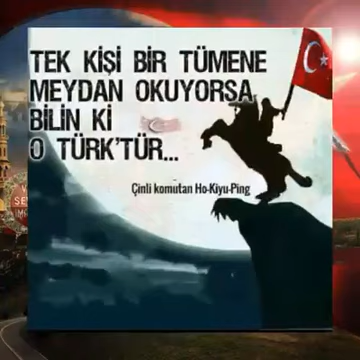 TEK KİŞİ BİR TÜMENE
MEYDAN OKUYORSA
BİLİN Kİ
O TÜRK'TÜR...
Çinli komutan Ho-Kiyu-Ping